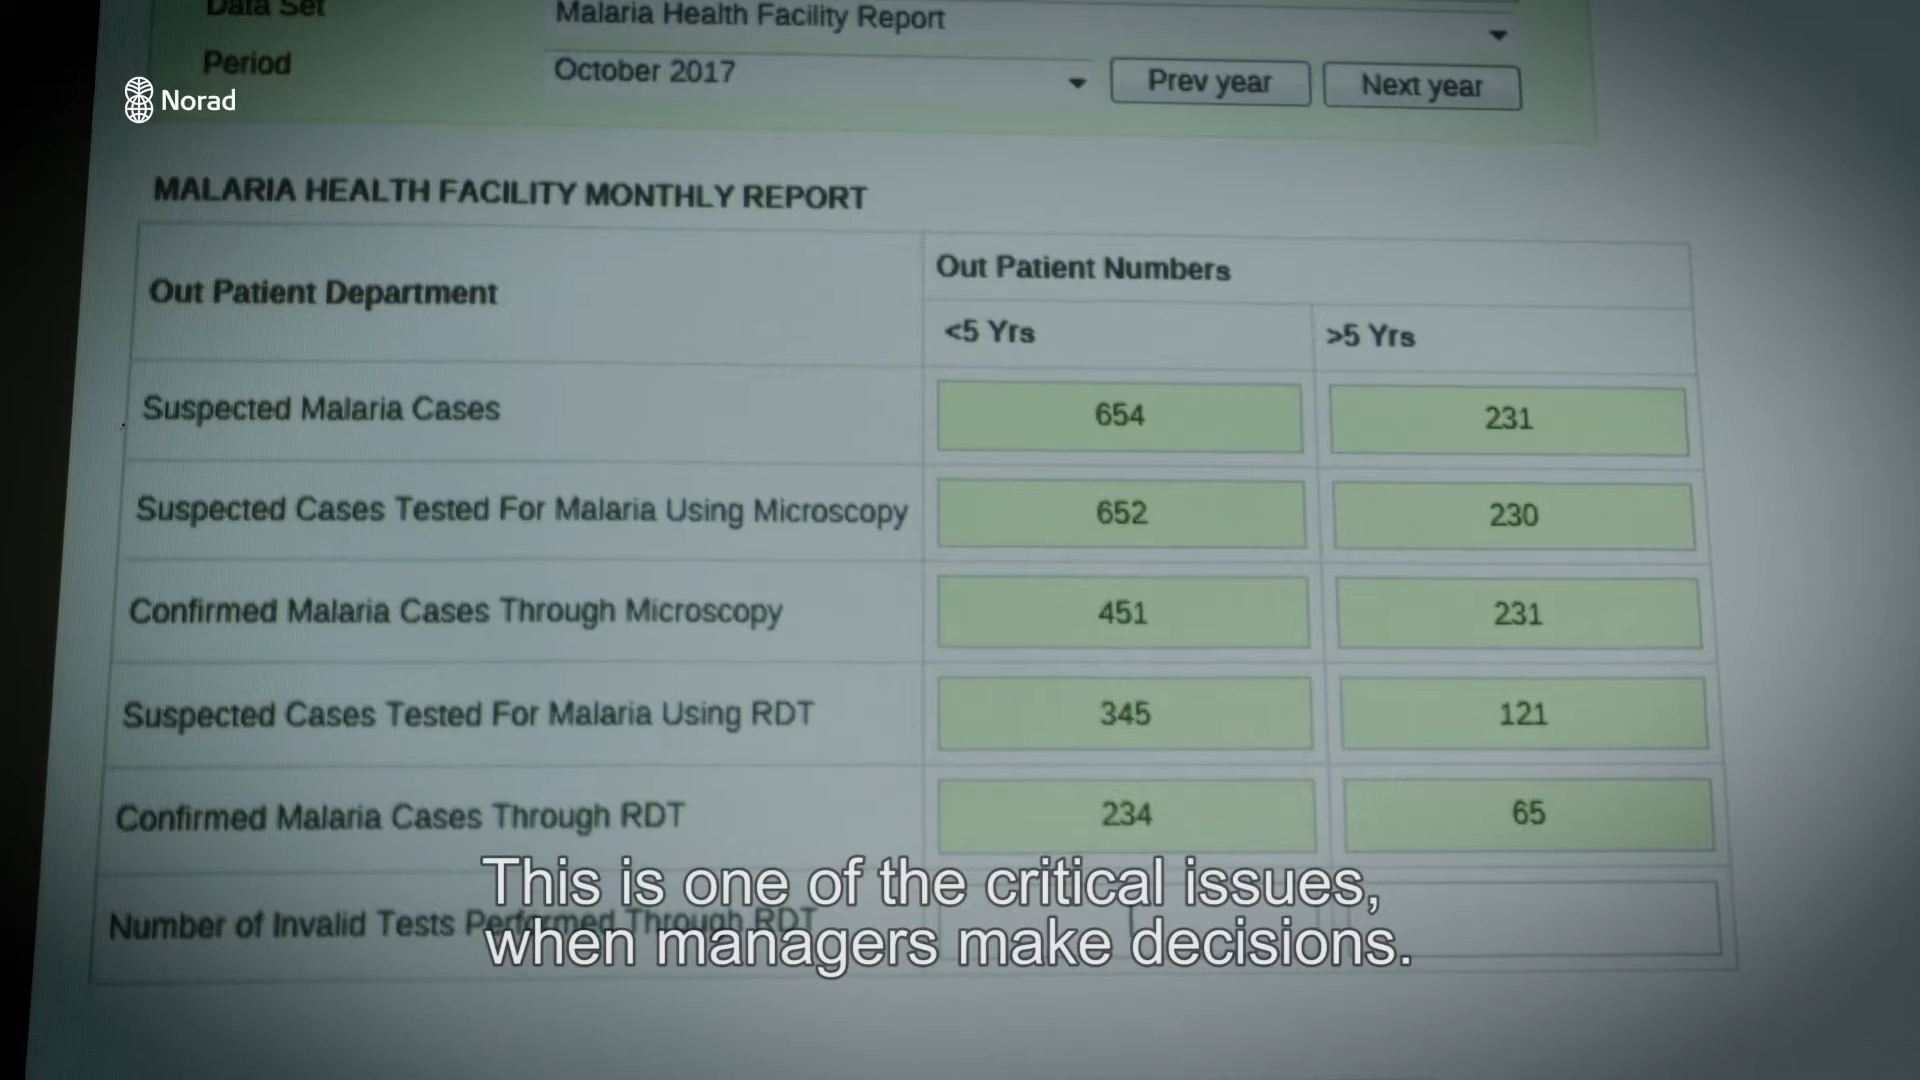 Data Set
Malaria Health Facility Report
Period
October 2017
Prev year
Next year
Norad
MALARIA HEALTH FACILITY MONTHLY REPORT
Out Patient Department
Out Patient Numbers
<5 Yrs
>5 Yrs
Suspected Malaria Cases
654
231
Suspected Cases Tested For Malaria Using Microscopy
652
230
Confirmed Malaria Cases Through Microscopy
451
231
Suspected Cases Tested For Malaria Using RDT
345
121
Confirmed Malaria Cases Through RDT
234
65
Number of Invalid Tests Performed Through RDT
This is one of the critical issues,
when managers make decisions.